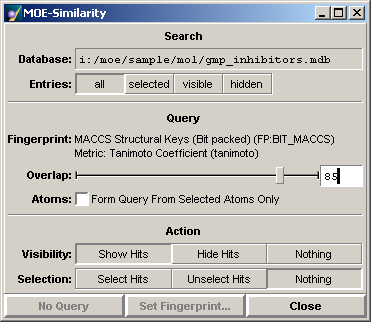 MOE-Similarity
Search
Database: i:/moe/sample/mol/gmp_inhibitors.mdb
Entries: all selected visible hidden
Query
Fingerprint: MACCS Structural Keys (Bit packed) (FP:BIT_MACCS)
Metric: Tanimoto Coefficient (tanimoto)
Overlap: 85
Atoms: Form Query From Selected Atoms Only
Action
Visibility: Show Hits Hide Hits Nothing
Selection: Select Hits Unselect Hits Nothing
No Query Set Fingerprint... Close